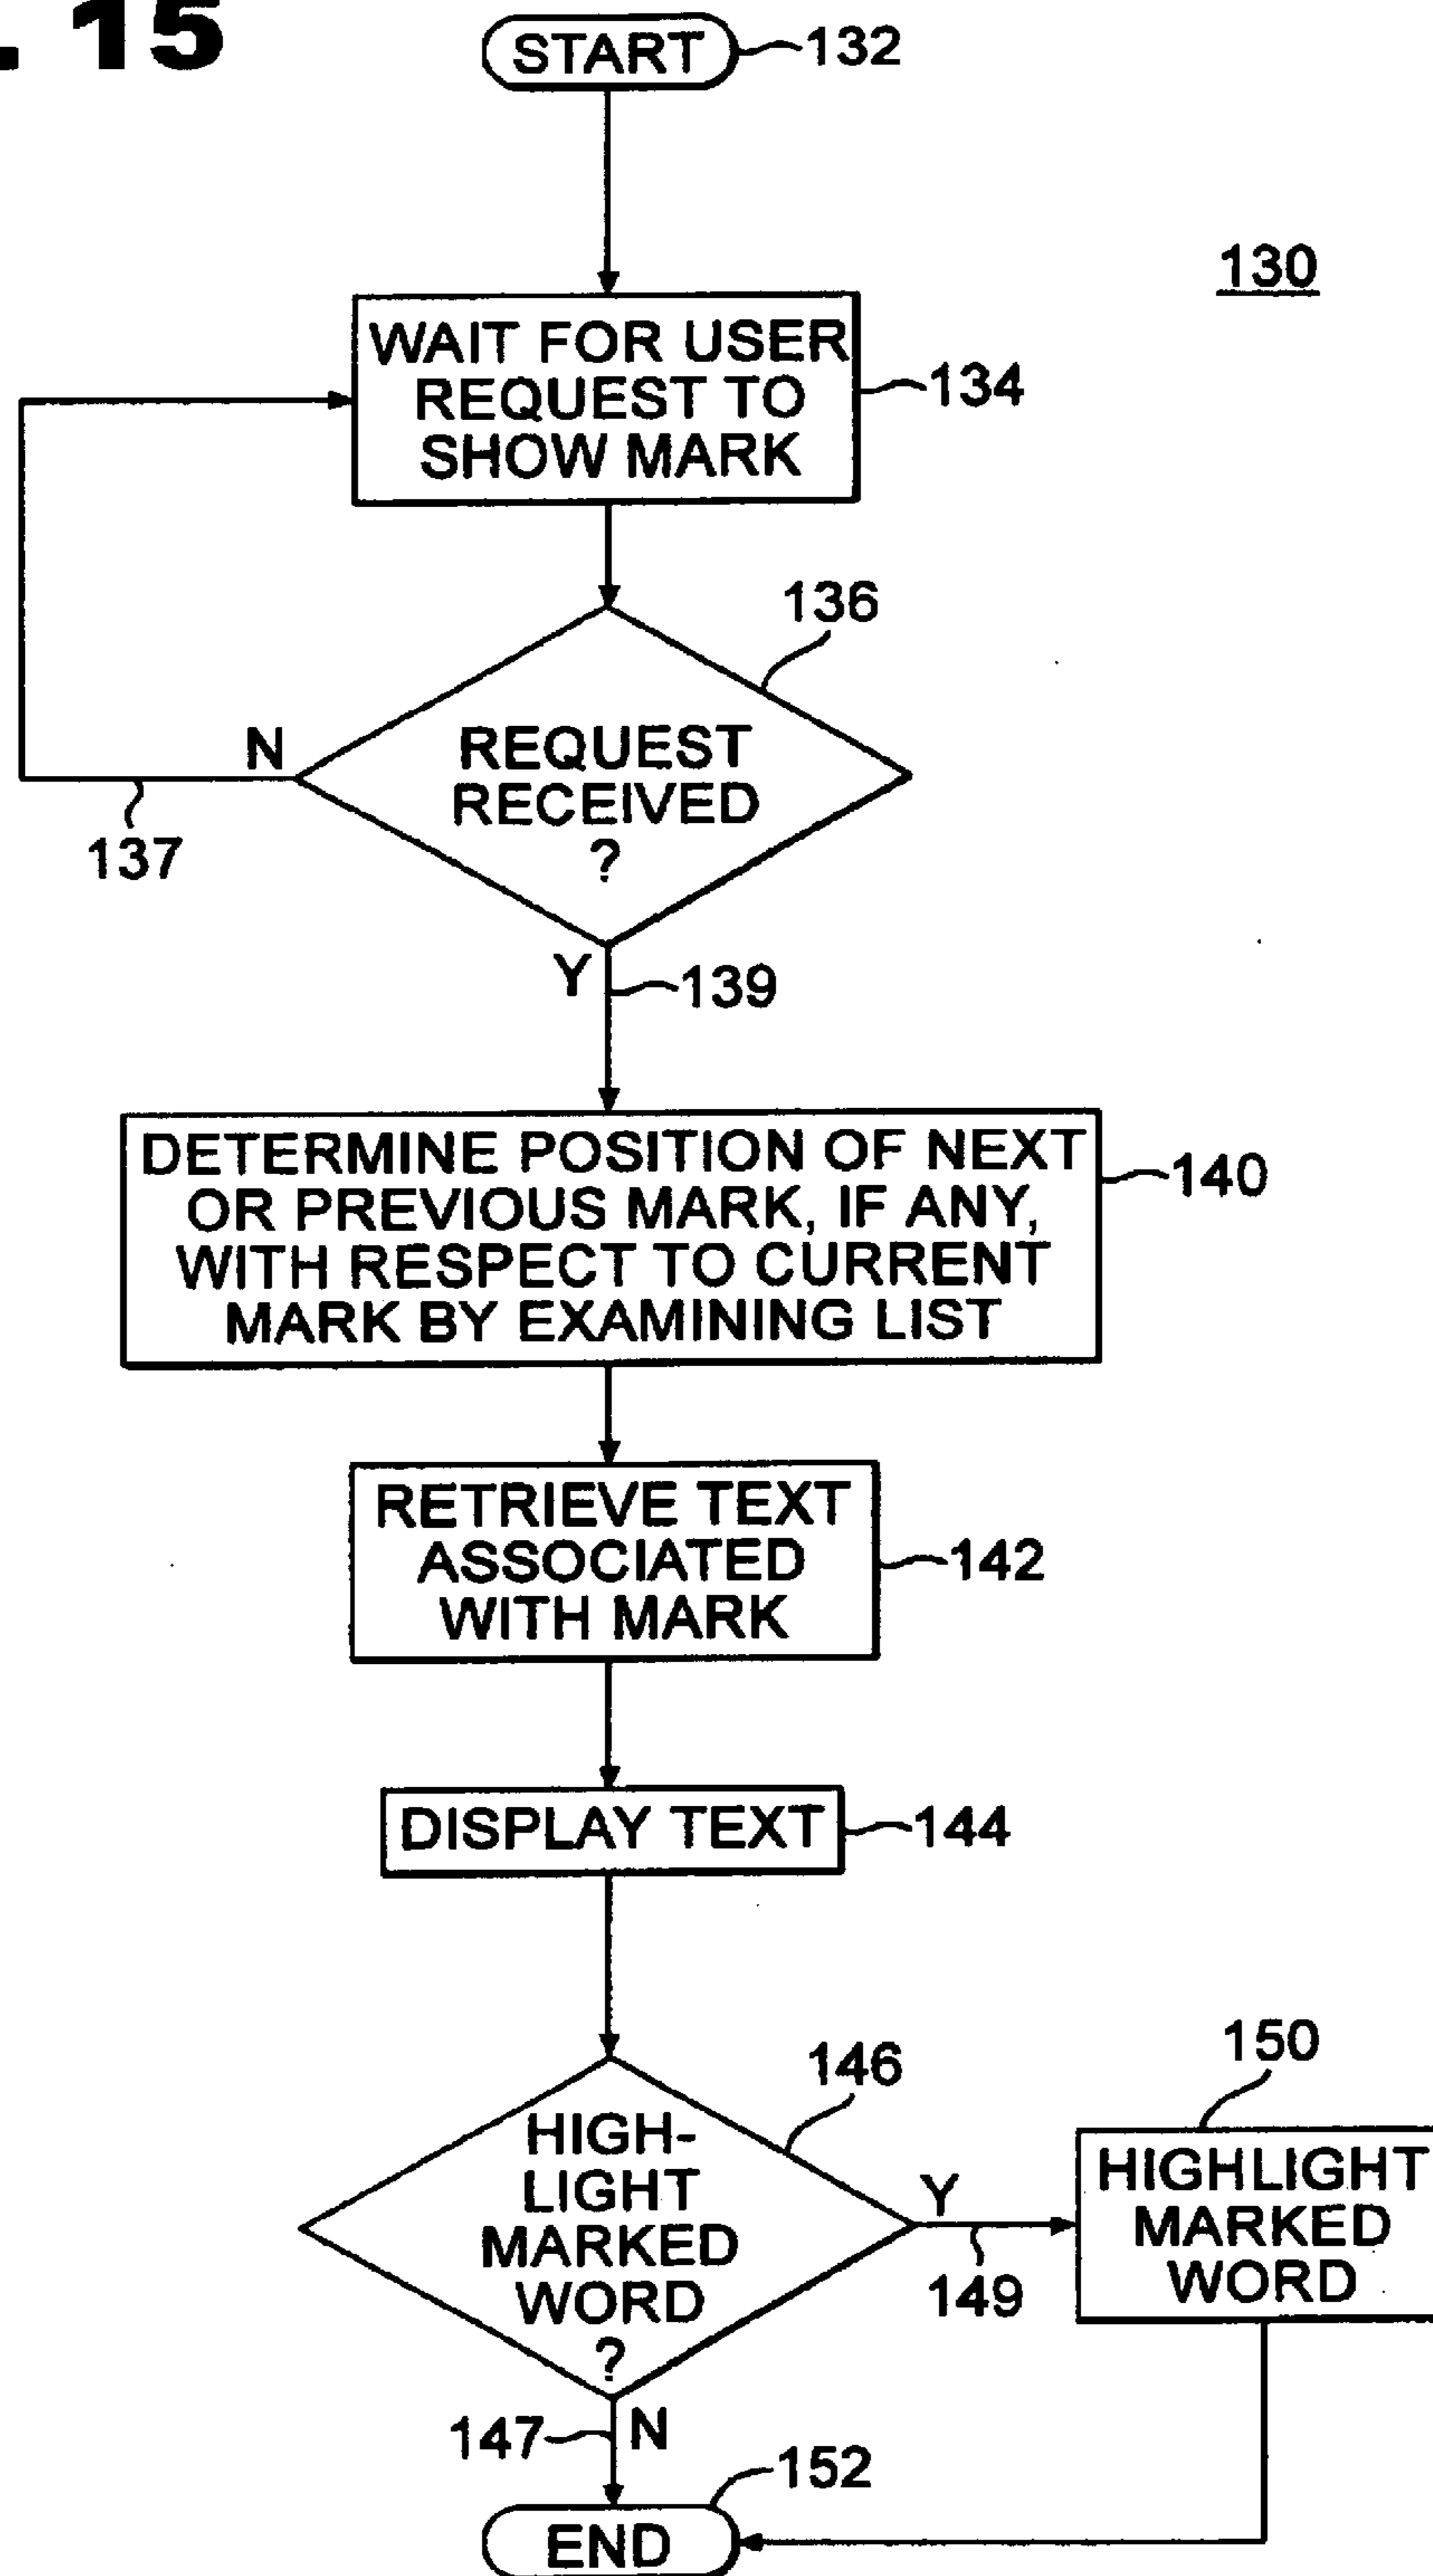 . 15
START
132
130
WAIT FOR USER
REQUEST TO
SHOW MARK
134
136
REQUEST
RECEIVED
?
N
137
Y
139
DETERMINE POSITION OF NEXT
OR PREVIOUS MARK, IF ANY,
WITH RESPECT TO CURRENT
MARK BY EXAMINING LIST
140
RETRIEVE TEXT
ASSOCIATED
WITH MARK
142
DISPLAY TEXT
144
146
HIGH-
LIGHT
MARKED
WORD
?
Y
149
150
HIGHLIGHT
MARKED
WORD
147
N
152
END